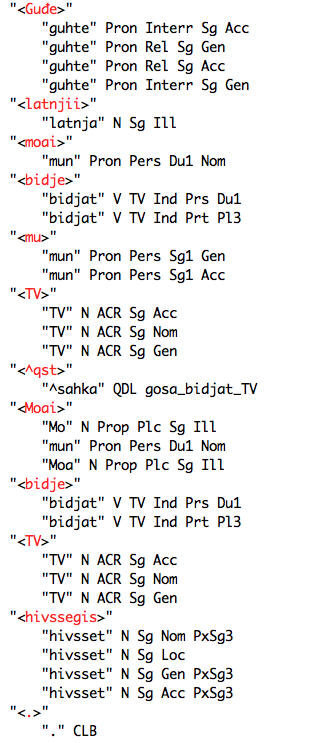 "<Guđe>"
"guhte" Pron Interr Sg Acc
"guhte" Pron Rel Sg Gen
"guhte" Pron Rel Sg Acc
"guhte" Pron Interr Sg Gen
"<latnjii>"
"latnja" N Sg Ill
"<moai>"
"mun" Pron Pers Du1 Nom
"<bidje>"
"bidjat" V TV Ind Prs Du1
"bidjat" V TV Ind Prt Pl3
"<mu>"
"mun" Pron Pers Sg1 Gen
"mun" Pron Pers Sg1 Acc
"<TV>"
"TV" N ACR Sg Acc
"TV" N ACR Sg Nom
"TV" N ACR Sg Gen
"<^qst>"
"^sahka" QDL gosa_bidjat_TV
"<Moai>"
"Mo" N Prop Plc Sg Ill
"mun" Pron Pers Du1 Nom
"Moa" N Prop Plc Sg Ill
"<bidje>"
"bidjat" V TV Ind Prs Du1
"bidjat" V TV Ind Prt Pl3
"<TV>"
"TV" N ACR Sg Acc
"TV" N ACR Sg Nom
"TV" N ACR Sg Gen
"<hivssegis>"
"hivsset" N Sg Nom PxSg3
"hivsset" N Sg Loc
"hivsset" N Sg Gen PxSg3
"hivsset" N Sg Acc PxSg3
"<.>"
"." CLB